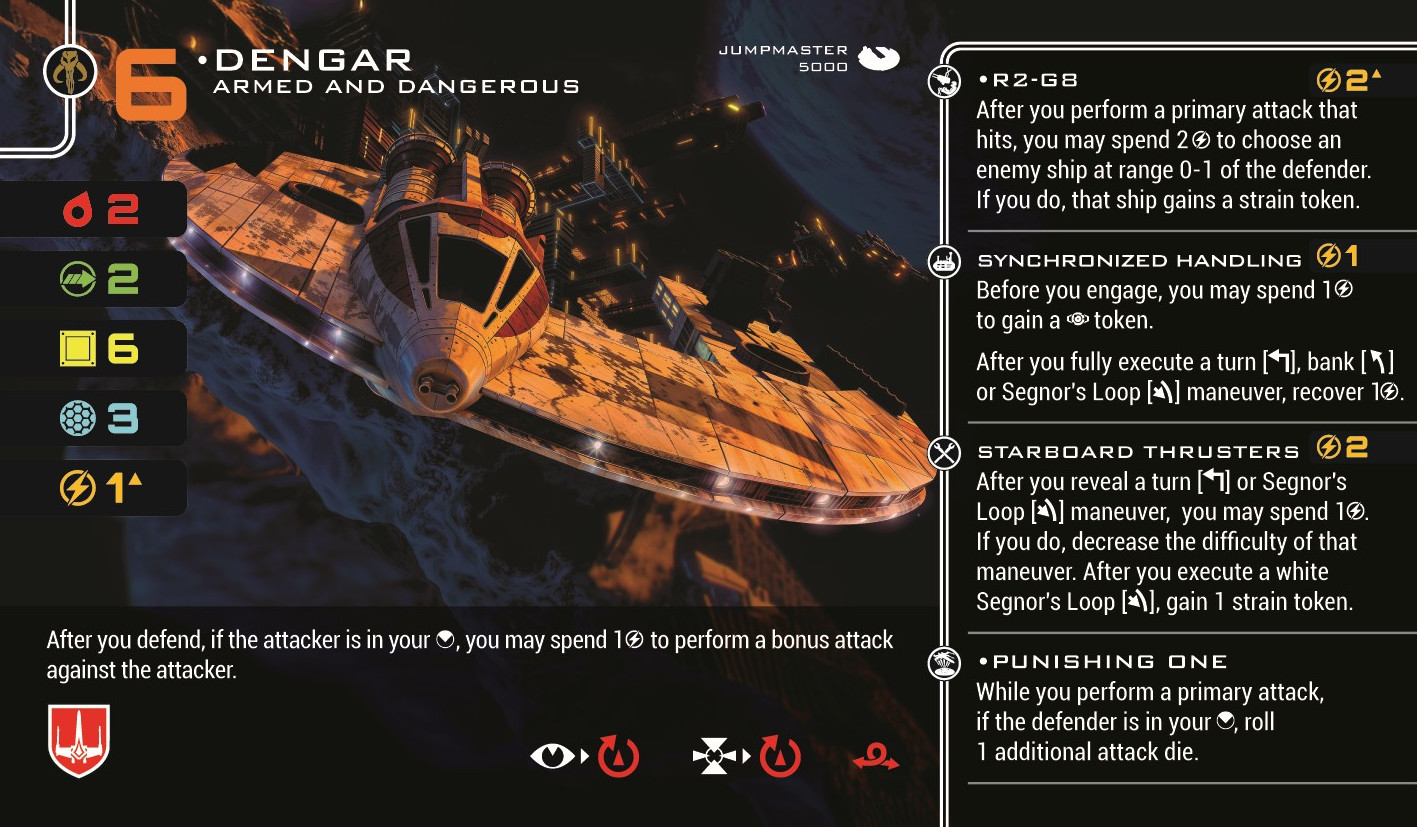 6
•DENGAR
ARMED AND DANGEROUS
JUMPMASTER
5000
2
2
6
3
1
After you defend, if the attacker is in your , you may spend 1 to perform a bonus attack
against the attacker.
•R2-G8
2
After you perform a primary attack that
hits, you may spend 2 to choose an
enemy ship at range 0-1 of the defender.
If you do, that ship gains a strain token.
SYNCHRONIZED HANDLING 1
Before you engage, you may spend 1
to gain a token.
After you fully execute a turn [], bank []
or Segnor's Loop [] maneuver, recover 1.
STARBOARD THRUSTERS 2
After you reveal a turn [] or Segnor's
Loop [] maneuver, you may spend 1.
If you do, decrease the difficulty of that
maneuver. After you execute a white
Segnor's Loop [], gain 1 strain token.
•PUNISHING ONE
While you perform a primary attack,
if the defender is in your , roll
1 additional attack die.